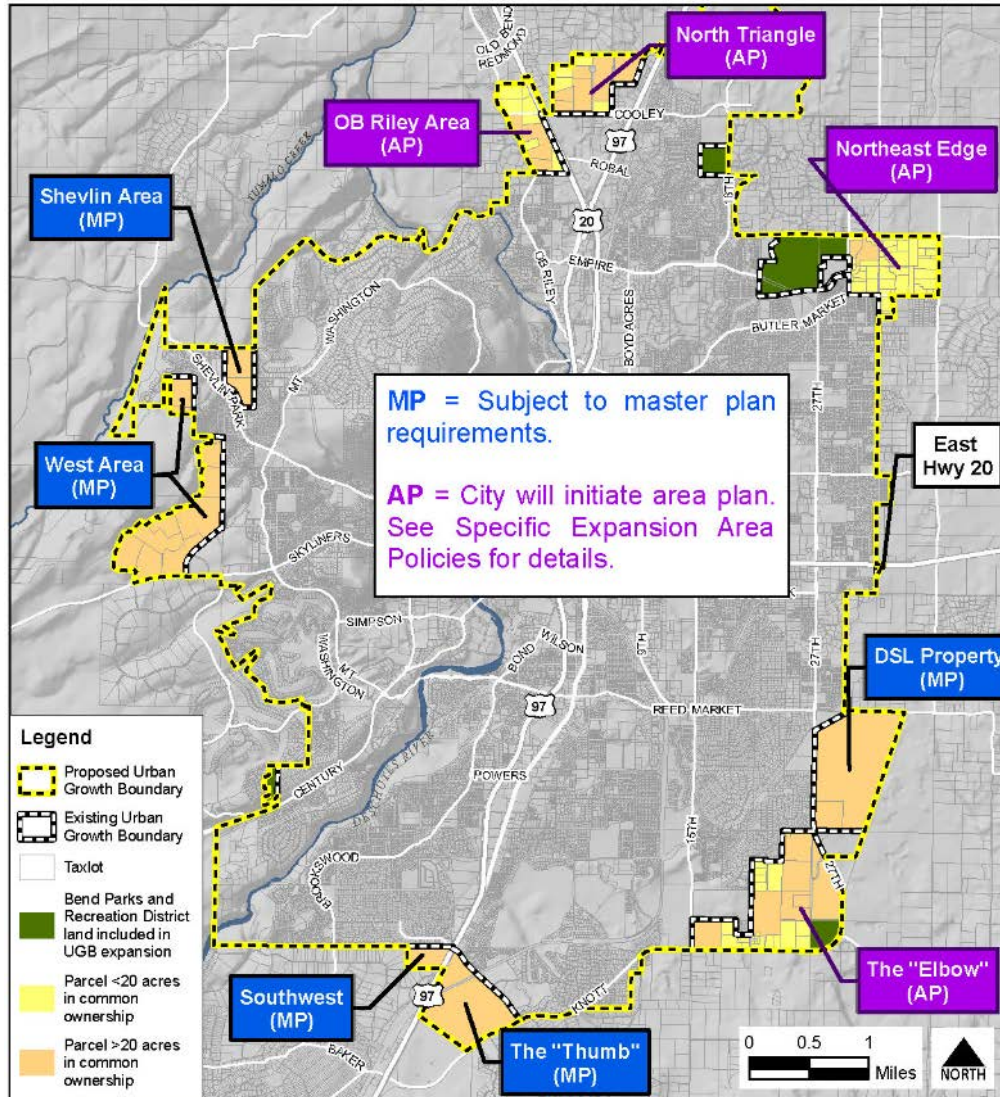 North Triangle
(AP)
OLD BEND
REDMOND
OB Riley Area
(AP)
COOLEY
97
Northeast Edge
(AP)
ROBAL
18TH
TUMALO CREEK
Shevlin Area
(MP)
20
OB RILEY
EMPIRE
BOYD ACRES
BUTLER MARKET
MT
WASHINGTON
SHEVLIN PARK
27TH
MP = Subject to master plan
requirements.
AP = City will initiate area plan.
See Specific Expansion Area
Policies for details.
East
Hwy 20
West Area
(MP)
SKYLINERS
SIMPSON
MT
WASHINGTON
BOND
WILSON
9TH
27TH
DSL Property
(MP)
97
REED MARKET
CENTURY
DESCHUTES RIVER
POWERS
BROOKSWOOD
15TH
27TH
Legend
Proposed Urban
Growth Boundary
Existing Urban
Growth Boundary
Taxlot
Bend Parks and
Recreation District
land included in
UGB expansion
Parcel <20 acres
in common
ownership
Parcel >20 acres
in common
ownership
Southwest
(MP)
97
KNOTT
BAKER
The "Thumb"
(MP)
The "Elbow"
(AP)
0 0.5 1
Miles
NORTH